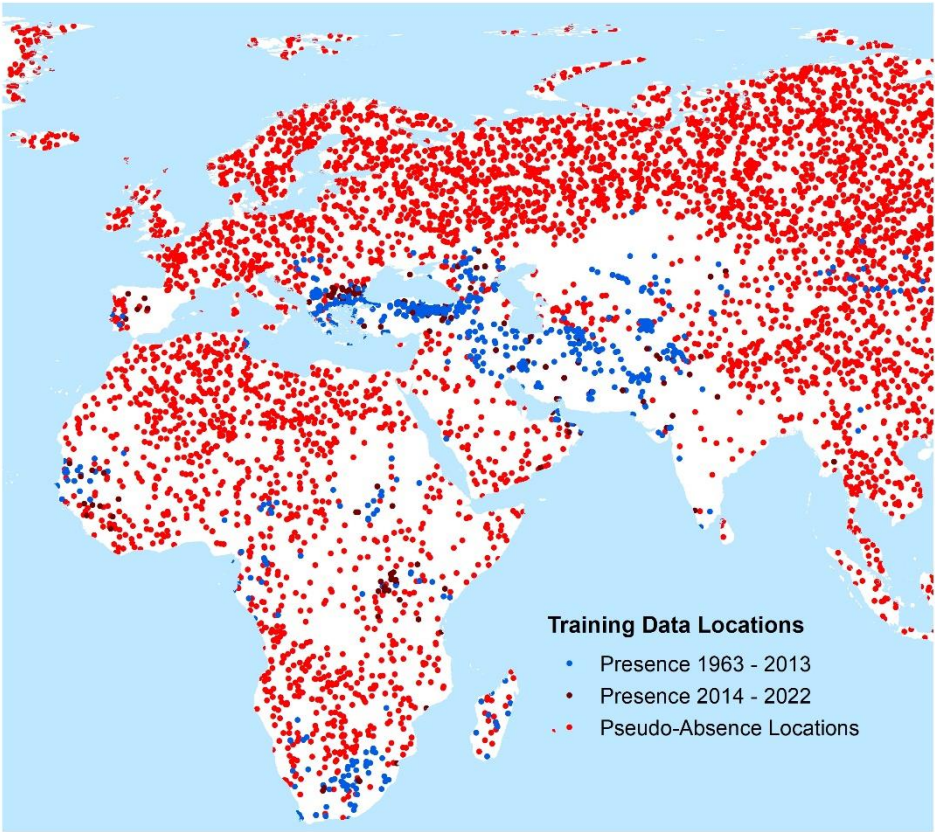 Training Data Locations
Presence 1963 - 2013
Presence 2014 - 2022
Pseudo-Absence Locations